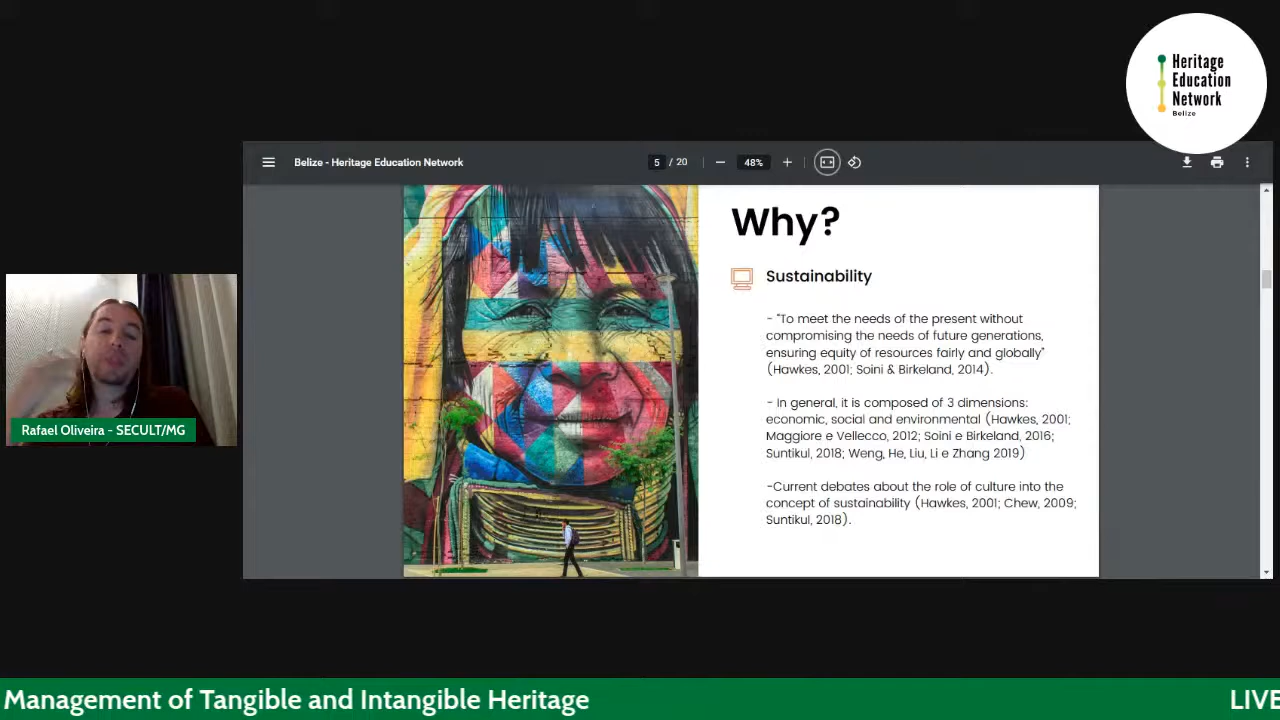 Heritage
Education
Network
Belize
Belize - Heritage Education Network
5 / 20
48%
Why?
Sustainability
- "To meet the needs of the present without
compromising the needs of future generations,
ensuring equity of resources fairly and globally"
(Hawkes, 2001; Soini & Birkeland, 2014).
- In general, it is composed of 3 dimensions:
economic, social and environmental (Hawkes, 2001;
Maggiore e Vellecco, 2012; Soini e Birkeland, 2016;
Suntikul, 2018; Weng, He, Liu, Li e Zhang 2019)
-Current debates about the role of culture into the
concept of sustainability (Hawkes, 2001; Chew, 2009;
Suntikul, 2018).
Rafael Oliveira - SECULT/MG
Management of Tangible and Intangible Heritage
LIVE